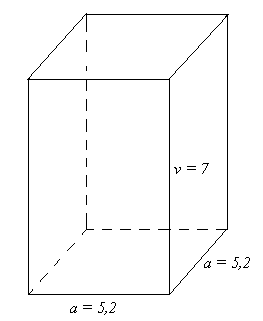 v = 7
a = 5,2
a = 5,2